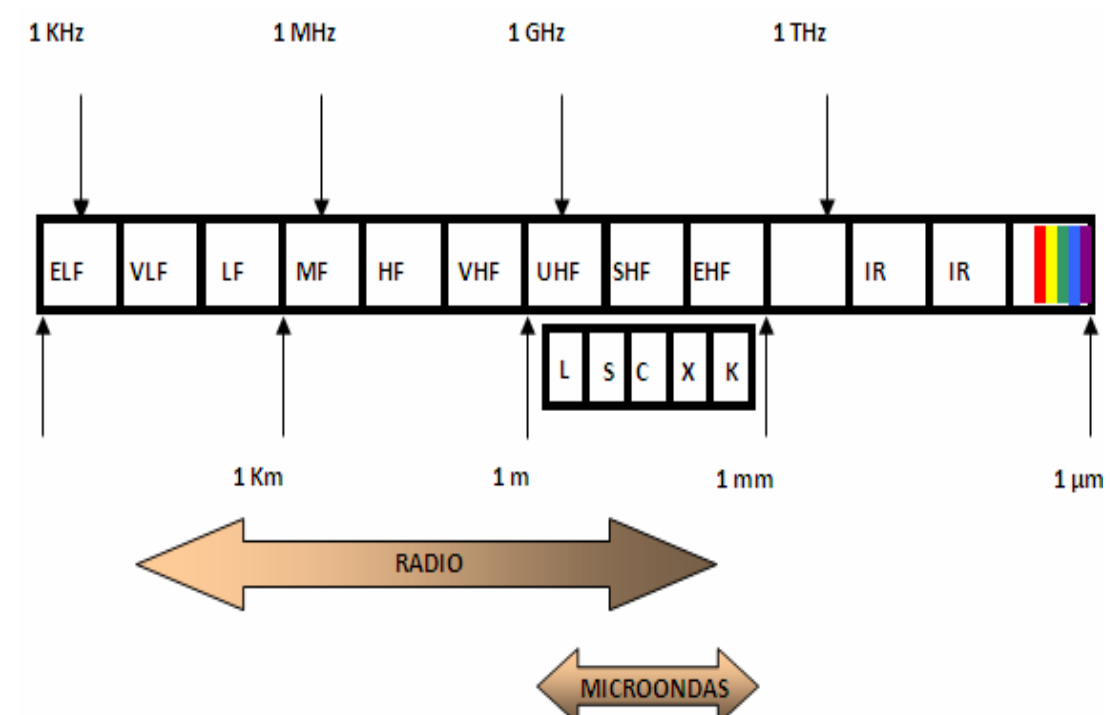 1 KHz 1 MHz 1 GHz 1 THz
ELF VLF LF MF HF VHF UHF SHF EHF IR IR
L S C X K
1 Km 1 m 1 mm 1 µm
RADIO
MICROONDAS